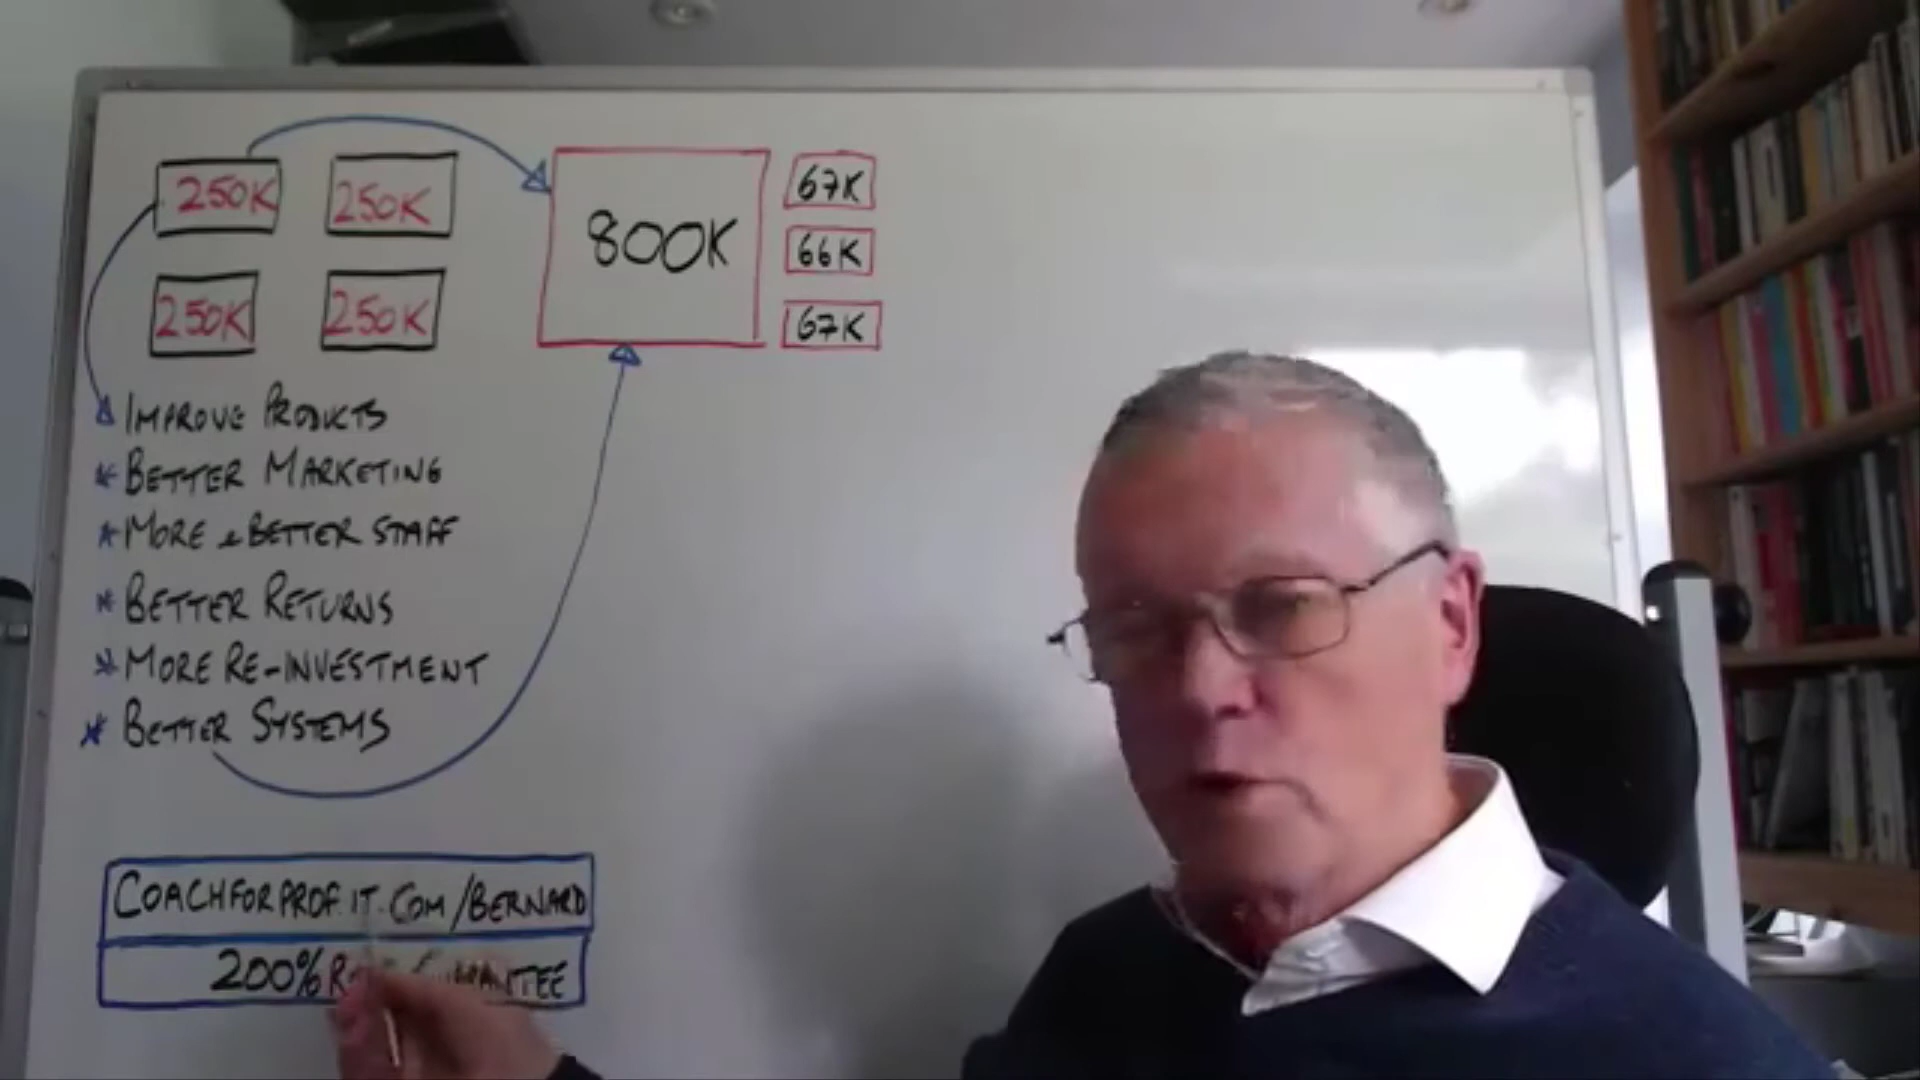 250K 250K
250K 250K
800K
67K
66K
67K
IMPROVE PRODUCTS
BETTER MARKETING
MORE & BETTER STAFF
BETTER RETURNS
MORE RE-INVESTMENT
BETTER SYSTEMS
COACHFORPROFIT.COM/BERNARD
200%